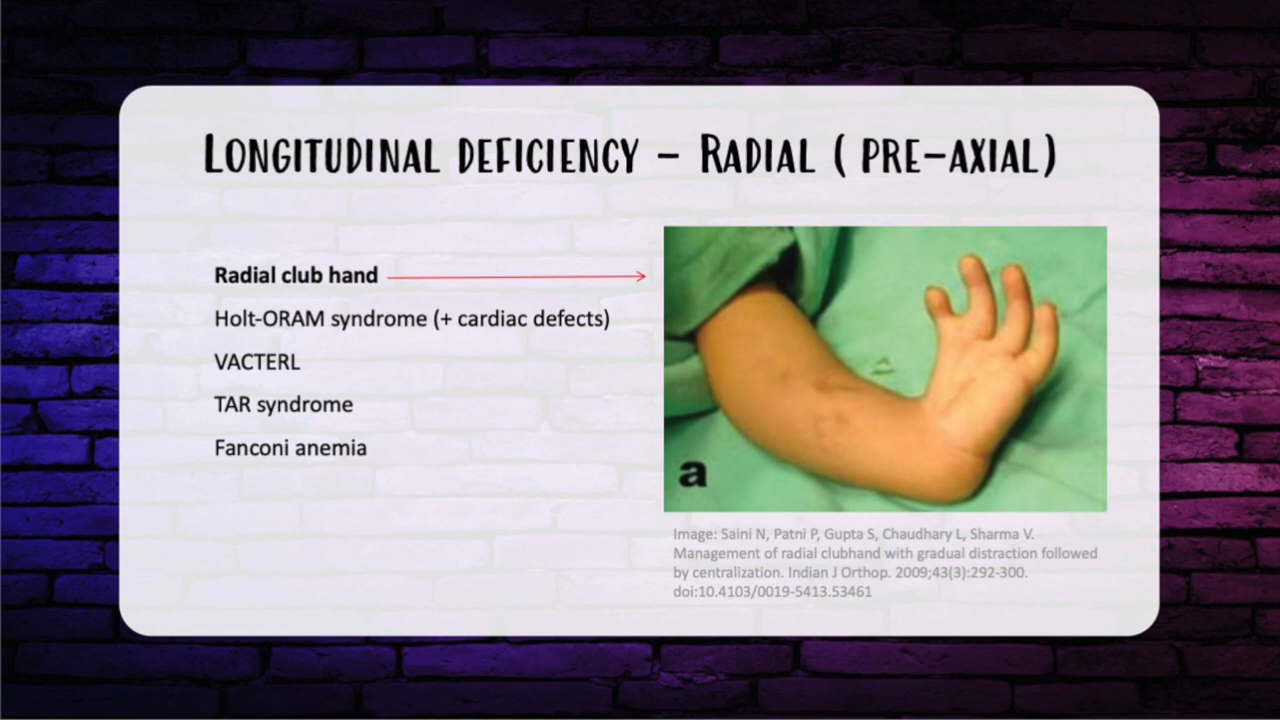 Longitudinal deficiency – Radial ( pre-axial)
Radial club hand
Holt-ORAM syndrome (+ cardiac defects)
VACTERL
TAR syndrome
Fanconi anemia
a
Image: Saini N, Patni P, Gupta S, Chaudhary L, Sharma V.
Management of radial clubhand with gradual distraction followed
by centralization. Indian J Orthop. 2009;43(3):292-300.
doi:10.4103/0019-5413.53461